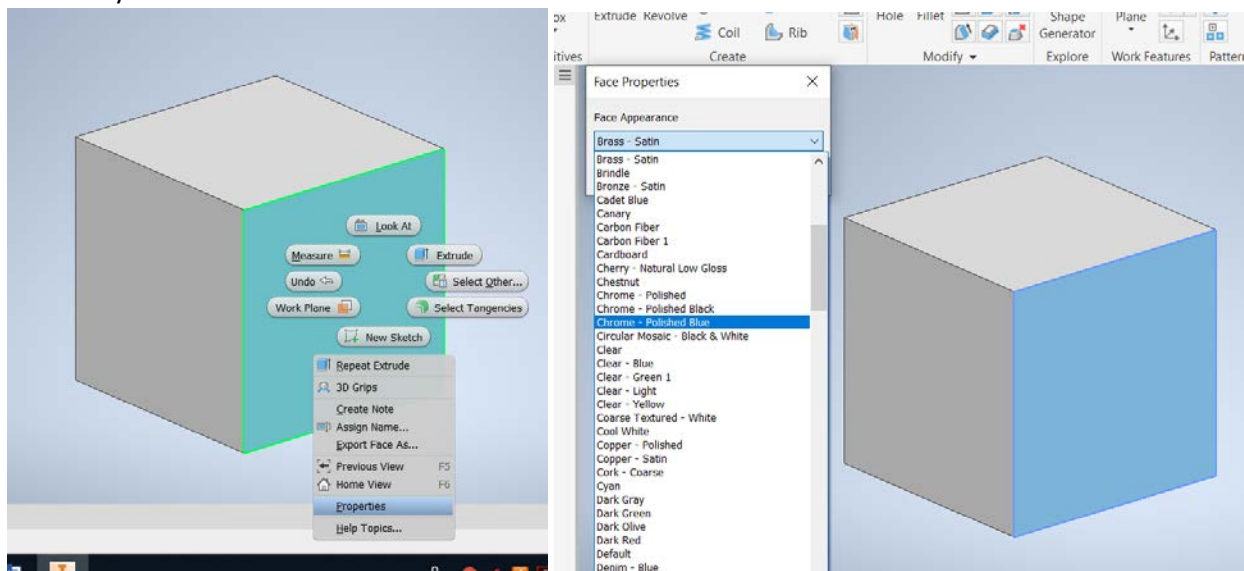 Look At
Measure
Extrude
Undo
Select Other...
Work Plane
Select Tangencies
New Sketch
Repeat Extrude
3D Grips
Create Note
Assign Name...
Export Face As...
Previous View F5
Home View F6
Properties
Help Topics...
Extrude Revolve
Hole Fillet
Shape
Plane
Coil
Rib
Generator
Create
Modify
Explore
Work Features
Face Properties
Face Appearance
Brass - Satin
Brass - Satin
Brindle
Bronze - Satin
Cadet Blue
Canary
Carbon Fiber
Carbon Fiber 1
Cardboard
Cherry - Natural Low Gloss
Chestnut
Chrome - Polished
Chrome - Polished Black
Chrome - Polished Blue
Circular Mosaic - Black & White
Clear
Clear - Blue
Clear - Green 1
Clear - Light
Clear - Yellow
Coarse Textured - White
Cool White
Copper - Polished
Copper - Satin
Cork - Coarse
Cyan
Dark Gray
Dark Green
Dark Olive
Dark Red
Default
Denim - Blue